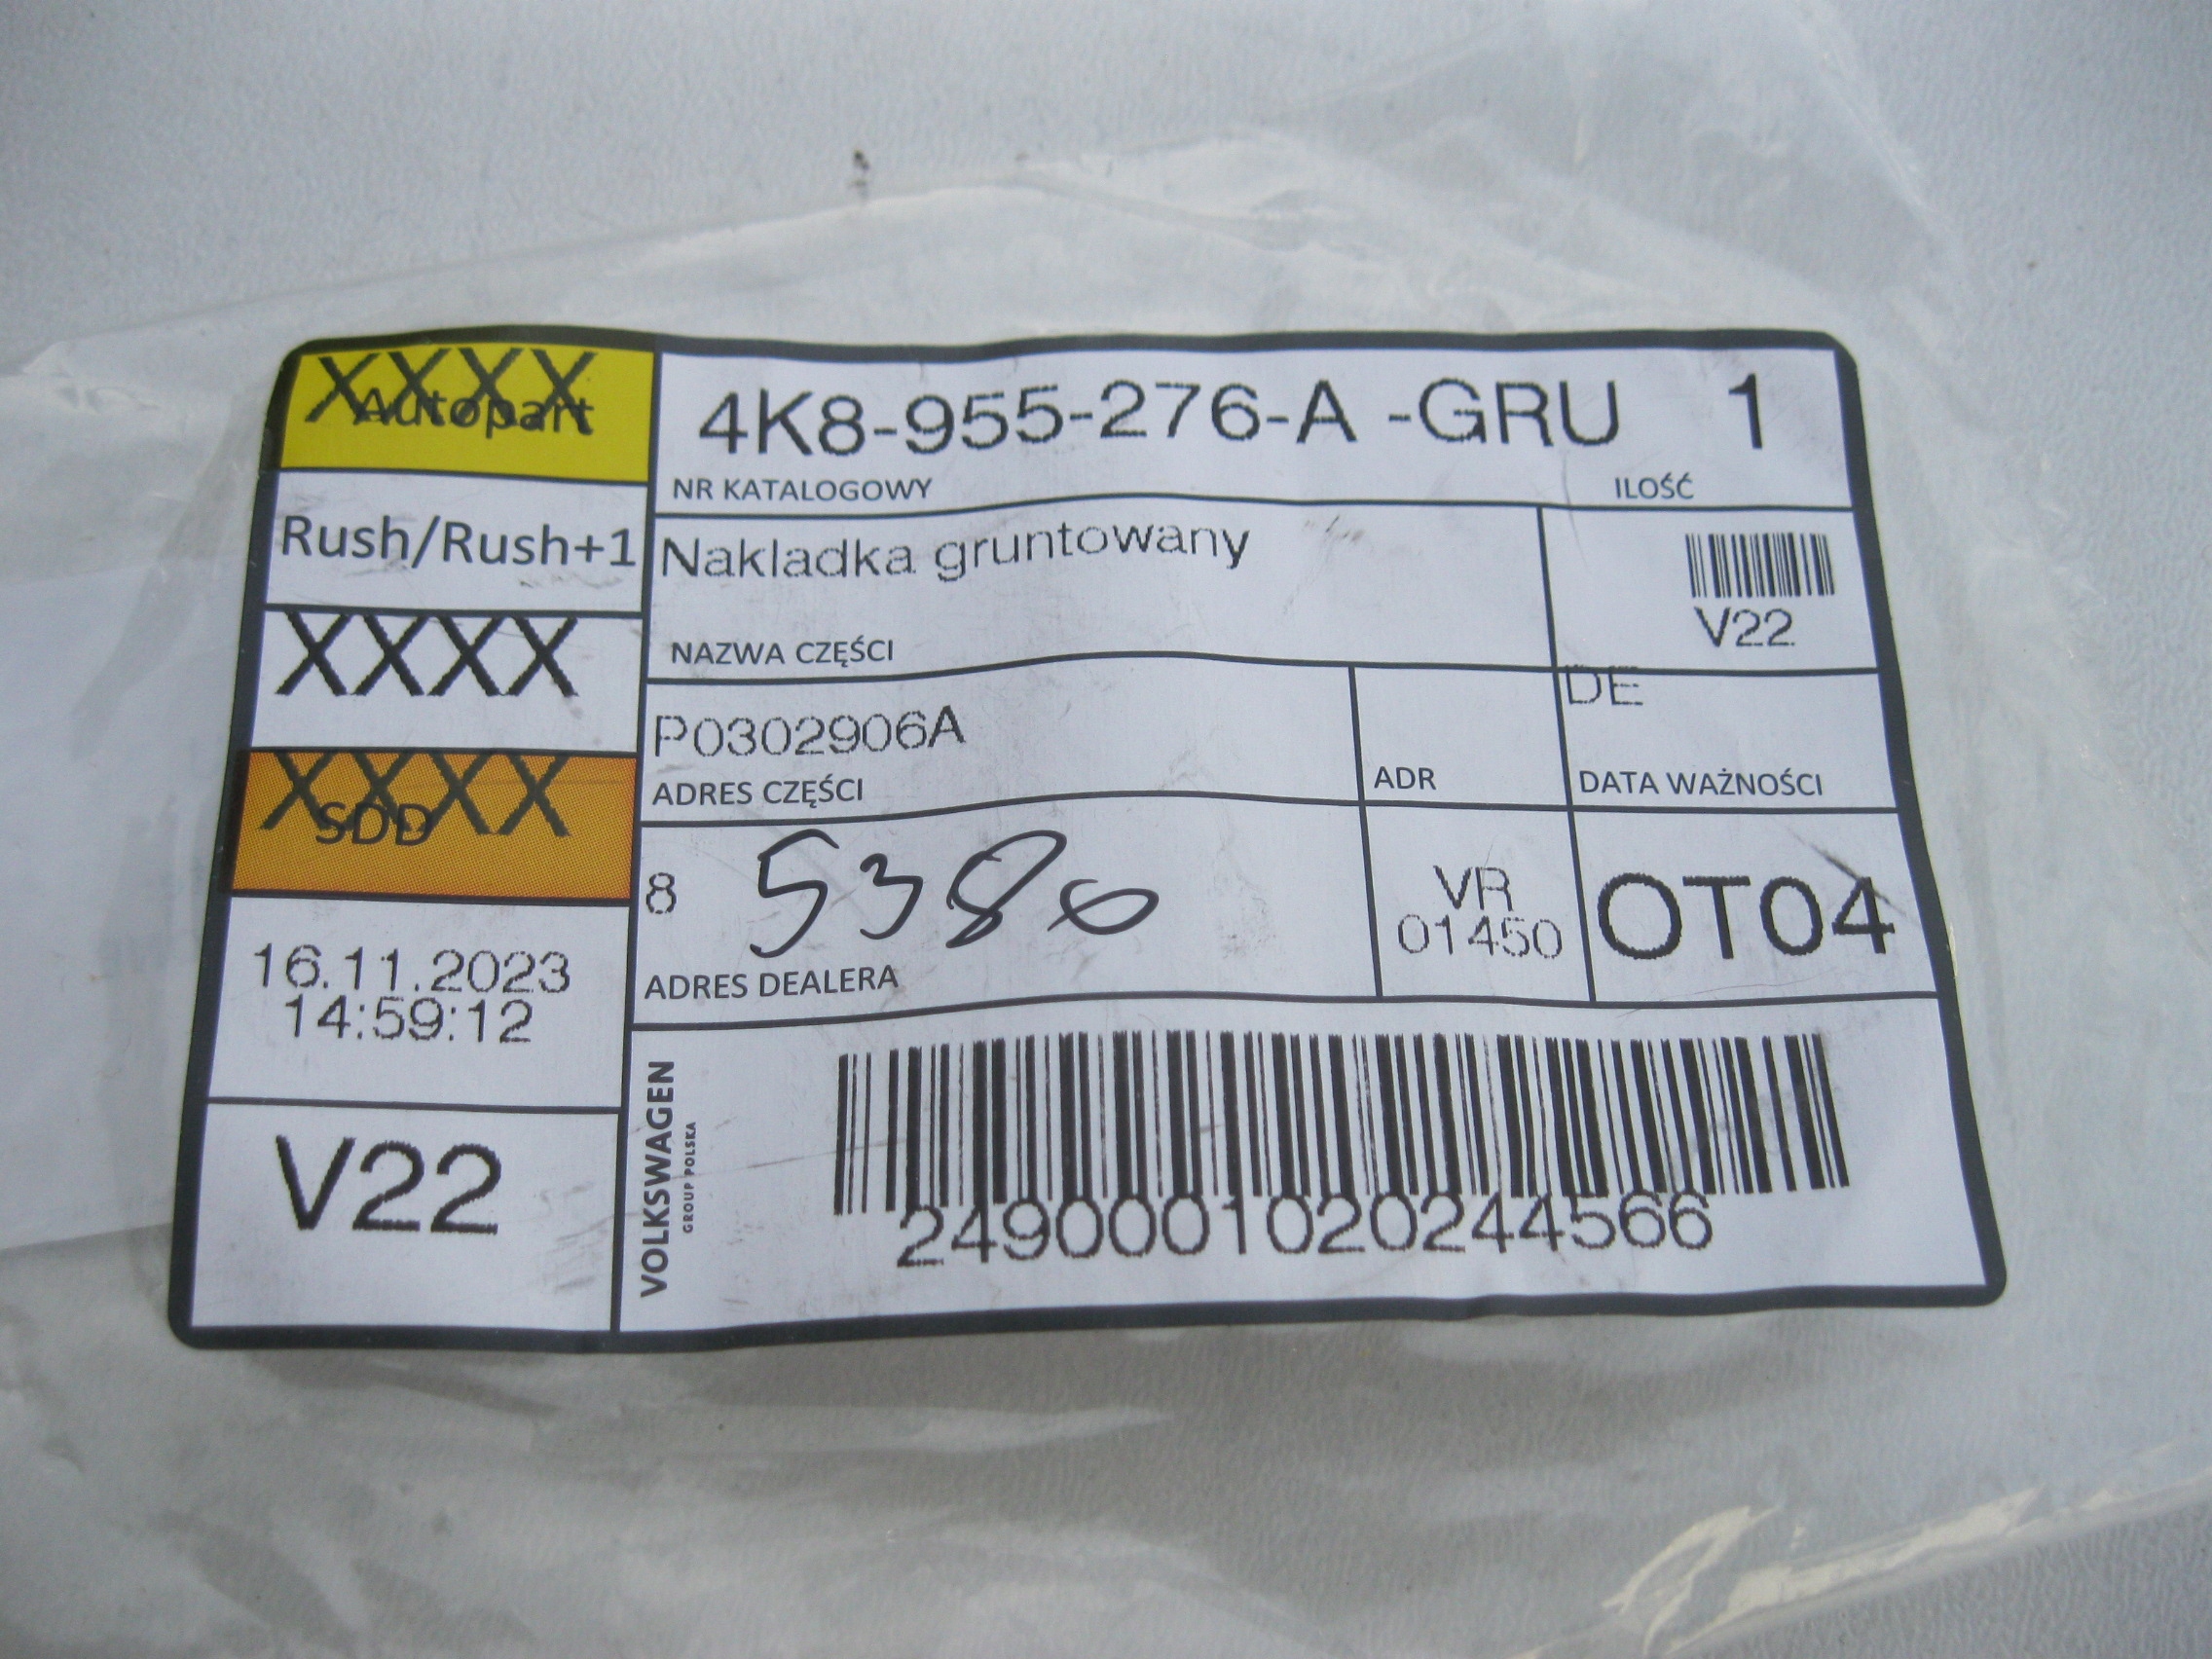 XXXX
Autopart
4K8-955-276-A -GRU 1
NR KATALOGOWY ILOŚĆ
Rush/Rush+1
Nakladka gruntowany
V22
NAZWA CZĘŚCI
XXXX
DE
P0302906A
ADRES CZĘŚCI
ADR
DATA WAŻNOŚCI
XXXX
SDD
8 5380
ADRES DEALERA
VR
01450
OT04
16.11.2023
14:59:12
V22
VOLKSWAGEN
GROUP POLSKA
2490001020244566